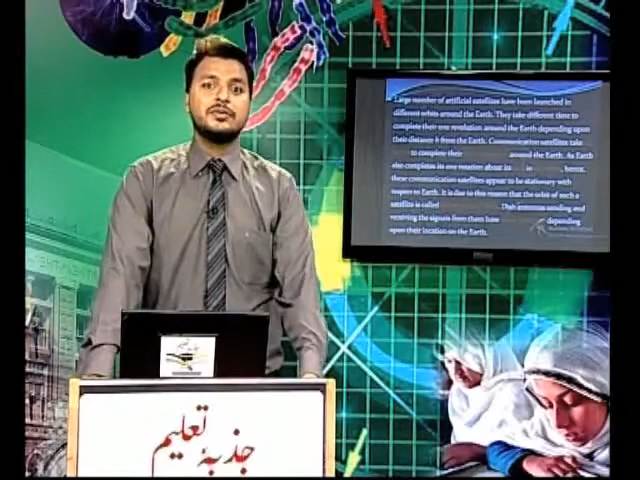 Large number of artificial satellites have been launched in
different orbits around the Earth. They take different time to
complete their one revolution around the Earth depending upon
their distance h from the Earth. Communication satellites take
to complete their around the Earth. As Earth
also completes its one rotation about its in hence,
these communication satellites appear to be stationary with
respect to Earth. It is due to this reason that the orbit of such a
satellite is called Dish antennas sending and
receiving the signals from them have depending
upon their location on the Earth.
جذبۂ تعلیم